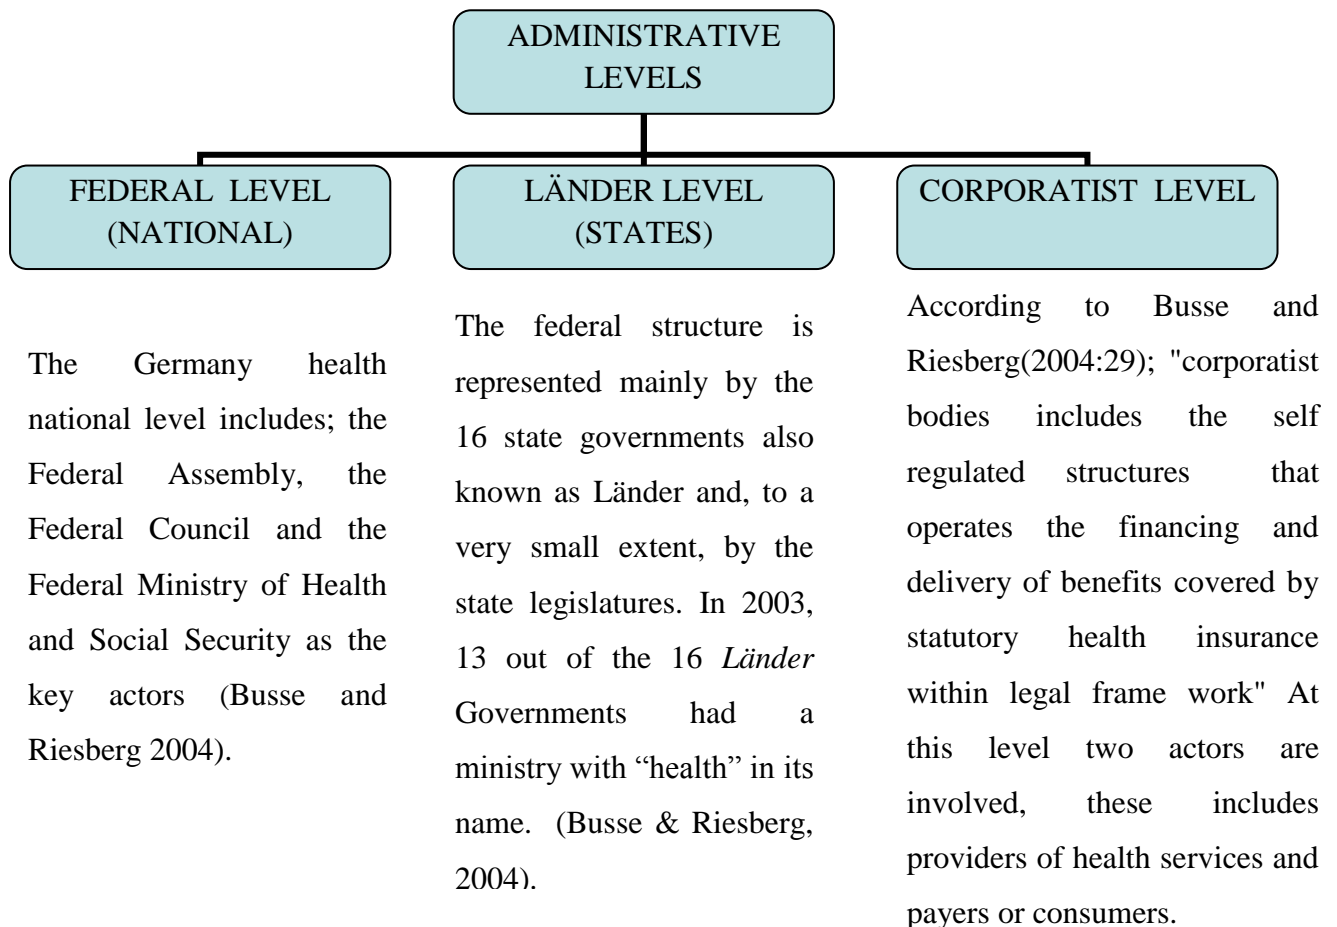 ADMINISTRATIVE
LEVELS
FEDERAL LEVEL
(NATIONAL)
LÄNDER LEVEL
(STATES)
CORPORATIST LEVEL
The Germany health
national level includes; the
Federal Assembly, the
Federal Council and the
Federal Ministry of Health
and Social Security as the
key actors (Busse and
Riesberg 2004).
The federal structure is
represented mainly by the
16 state governments also
known as Länder and, to a
very small extent, by the
state legislatures. In 2003,
13 out of the 16 Länder
Governments had a
ministry with “health” in its
name. (Busse & Riesberg,
2004).
According to Busse and
Riesberg(2004:29); "corporatist
bodies includes the self
regulated structures that
operates the financing and
delivery of benefits covered by
statutory health insurance
within legal frame work" At
this level two actors are
involved, these includes
providers of health services and
payers or consumers.